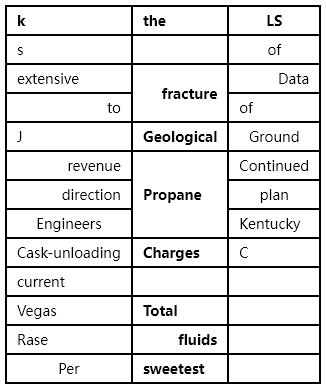 k the LS
s of
extensive fracture Data
to of
J Geological Ground
revenue Propane Continued
direction plan
Engineers Kentucky
Cask-unloading Charges C
current
Vegas Total
Rase fluids
Per sweetest